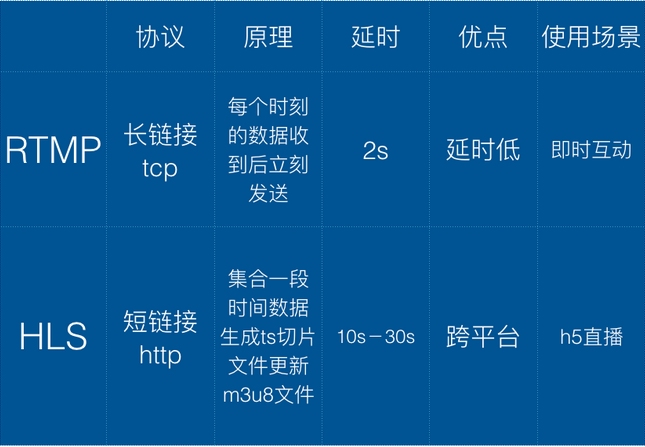 协议 原理 延时 优点 使用场景
RTMP
长链接
tcp
每个时刻
的数据收
到后立刻
发送
2s
延时低
即时互动
HLS
短链接
http
集合一段
时间数据
生成ts切片
文件更新
m3u8文件
10s－30s
跨平台
h5直播